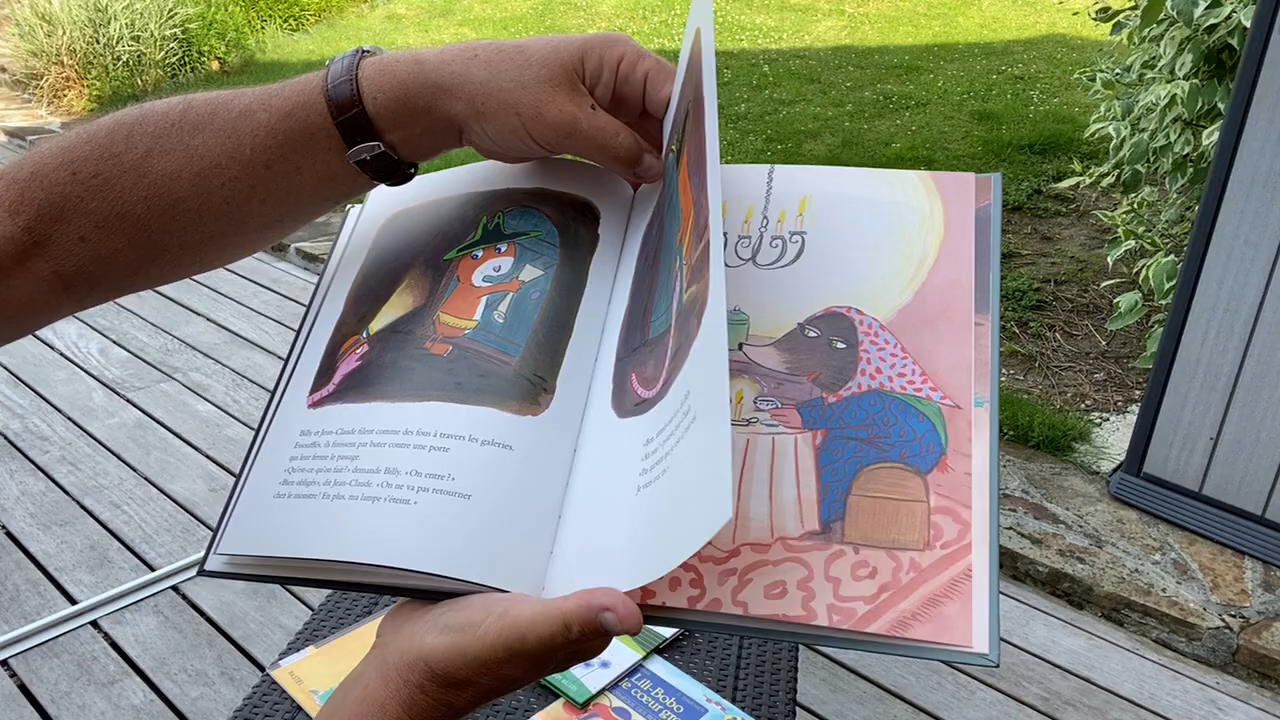 Billy et Jean-Claude filent comme des fous à travers les galeries.
Essoufflés, ils finissent par buter contre une porte
qui leur ferme le passage.
«Qu'est-ce qu'on fait?» demande Billy. «On entre?»
«Bien obligés», dit Jean-Claude. «On ne va pas retourner
chez le monstre! En plus, ma lampe s'éteint.»
PASTEL
Lili-Bobo
le cœur gro